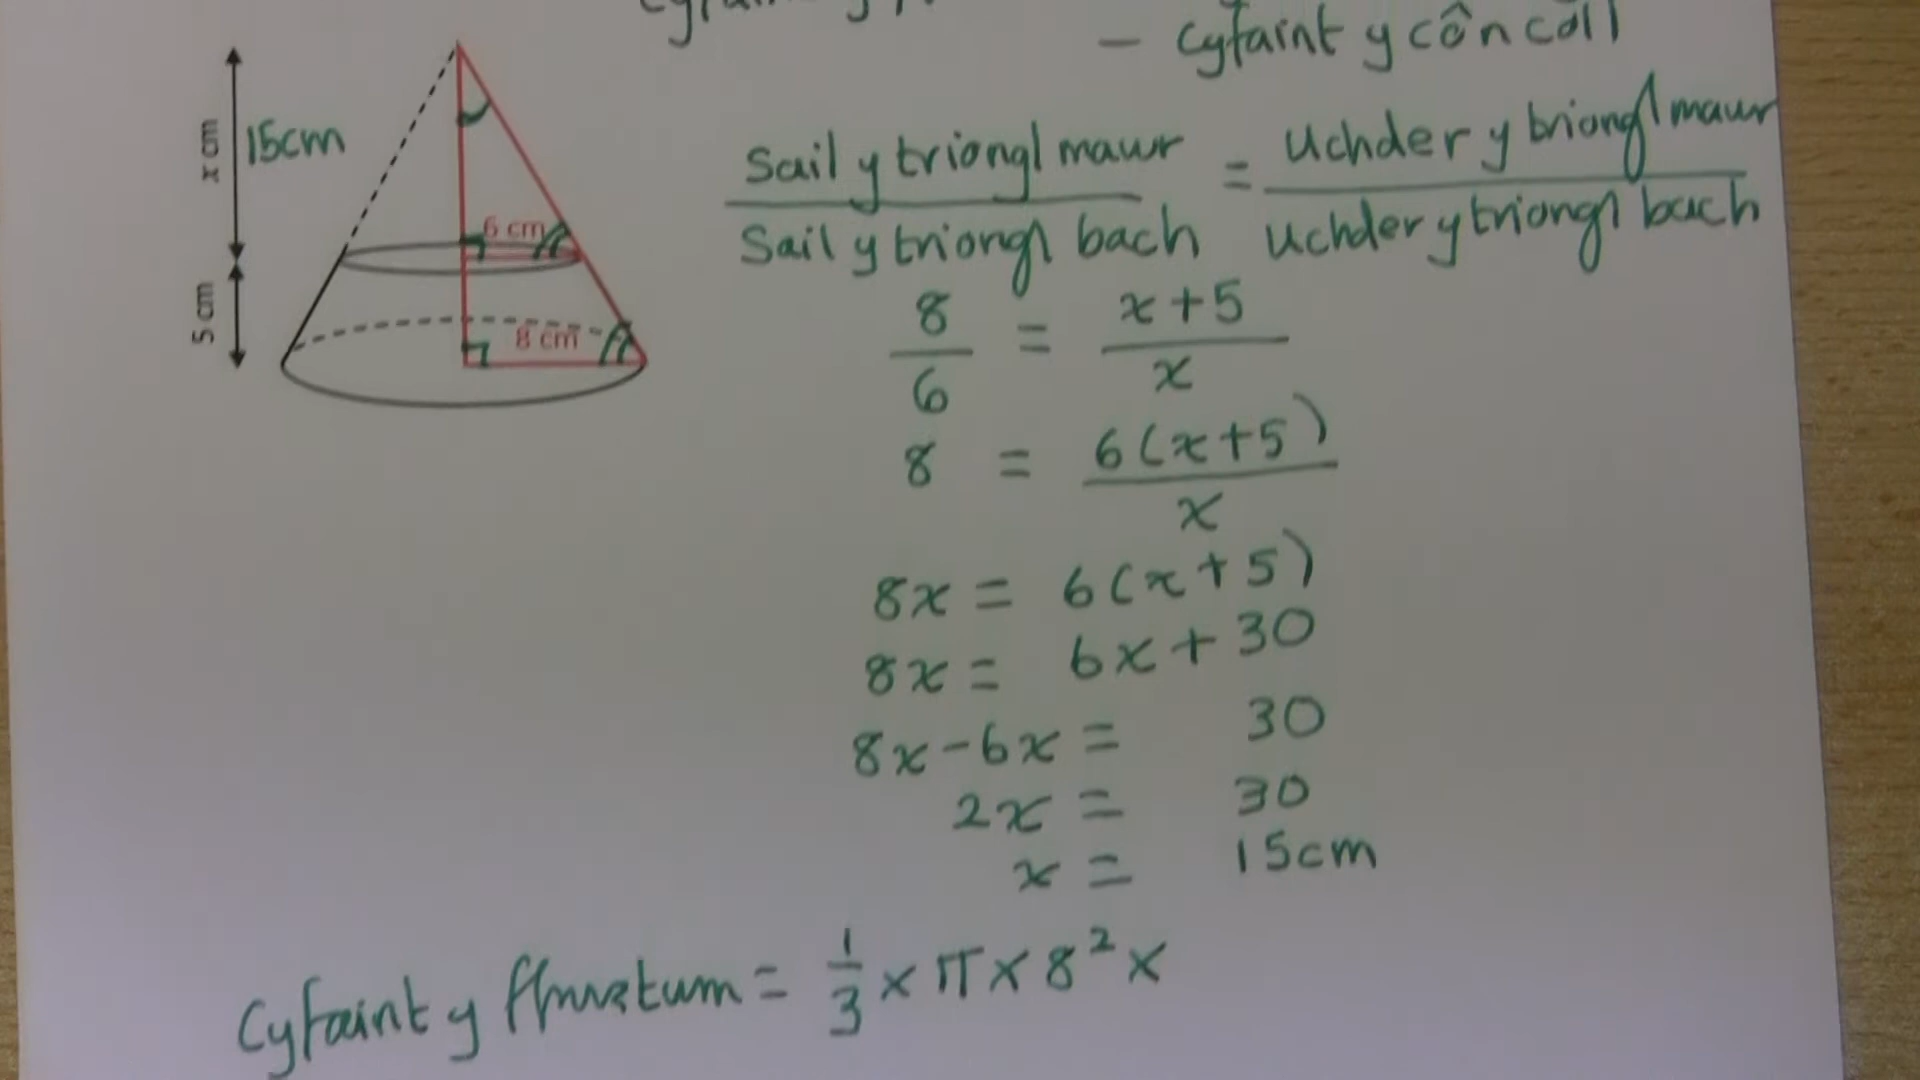 – Cyfaint y côn coll
x cm 15cm
5 cm
6 cm
8 cm
Sail y triongl mawr = Uchder y triongl mawr
Sail y triongl bach Uchder y triongl bach
8 = x+5
6 x
8 = 6(x+5)
x
8x = 6(x+5)
8x = 6x + 30
8x-6x = 30
2x = 30
x = 15cm
Cyfaint y ffrwstwm = 1/3 x π x 8² x